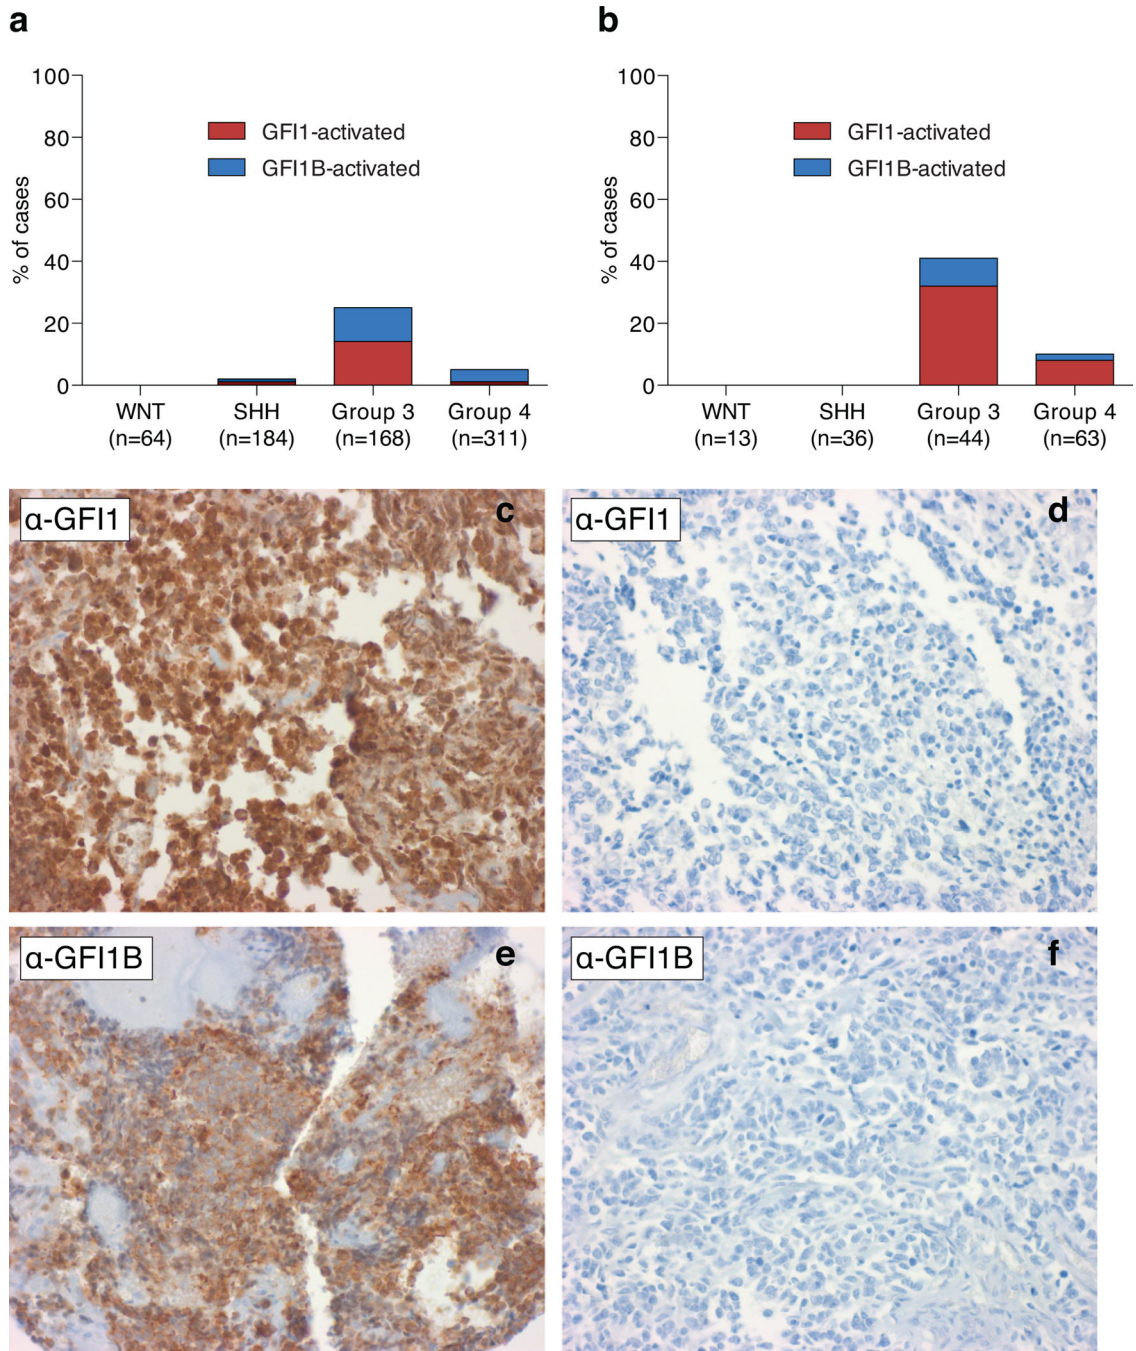 a
100
80
60
40
20
0
% of cases
GFI1-activated
GFI1B-activated
WNT SHH Group 3 Group 4
(n=64) (n=184) (n=168) (n=311)
b
100
80
60
40
20
0
% of cases
GFI1-activated
GFI1B-activated
WNT SHH Group 3 Group 4
(n=13) (n=36) (n=44) (n=63)
α-GFI1 c
α-GFI1 d
α-GFI1B e
α-GFI1B f